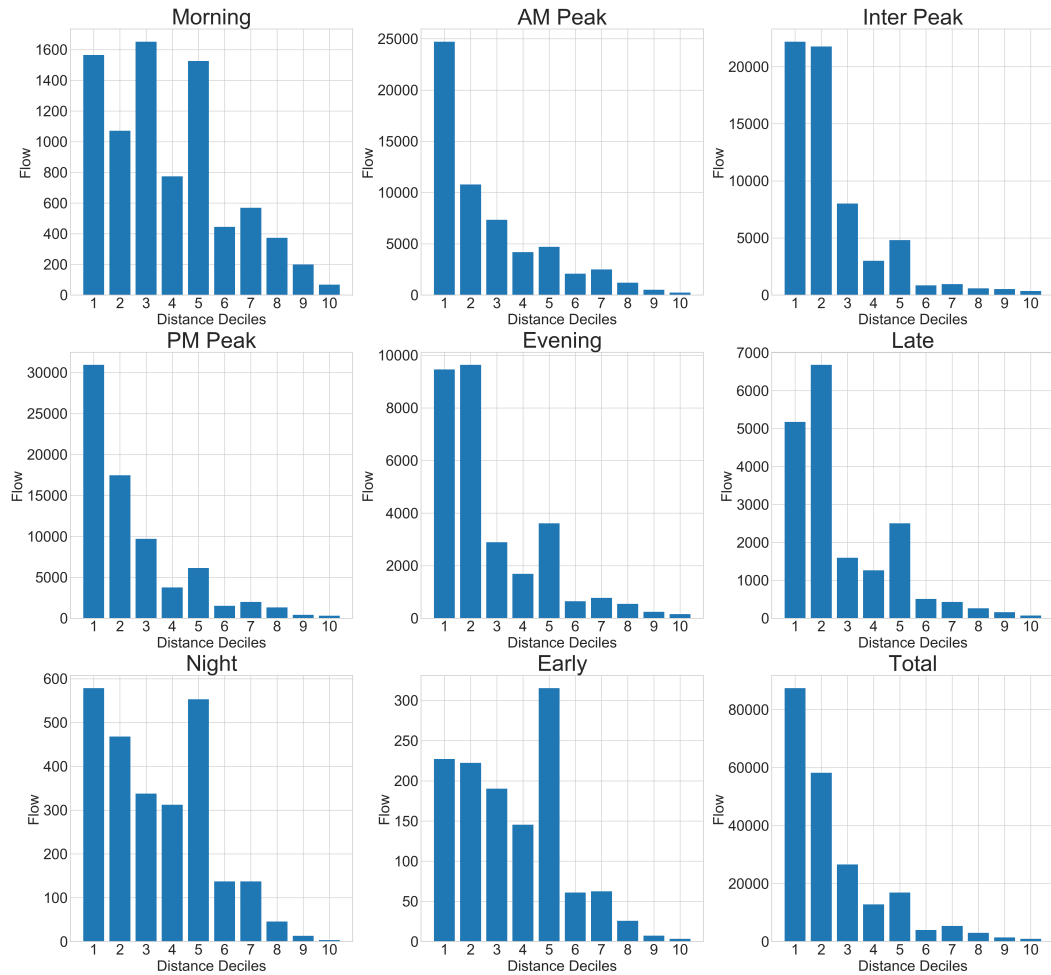 Morning
1600
1400
1200
1000
800
600
400
200
0
Flow
1 2 3 4 5 6 7 8 9 10
Distance Deciles
AM Peak
25000
20000
15000
10000
5000
0
Flow
1 2 3 4 5 6 7 8 9 10
Distance Deciles
Inter Peak
20000
15000
10000
5000
0
Flow
1 2 3 4 5 6 7 8 9 10
Distance Deciles
PM Peak
30000
25000
20000
15000
10000
5000
0
Flow
1 2 3 4 5 6 7 8 9 10
Distance Deciles
Evening
10000
8000
6000
4000
2000
0
Flow
1 2 3 4 5 6 7 8 9 10
Distance Deciles
Late
7000
6000
5000
4000
3000
2000
1000
0
Flow
1 2 3 4 5 6 7 8 9 10
Distance Deciles
Night
600
500
400
300
200
100
0
Flow
1 2 3 4 5 6 7 8 9 10
Distance Deciles
Early
300
250
200
150
100
50
0
Flow
1 2 3 4 5 6 7 8 9 10
Distance Deciles
Total
80000
60000
40000
20000
0
Flow
1 2 3 4 5 6 7 8 9 10
Distance Deciles